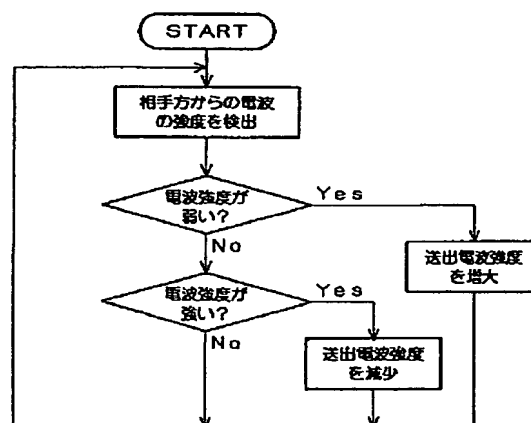 START
相手方からの電波
の強度を検出
電波強度が
弱い?
Yes
No
送出電波強度
を増大
電波強度が
強い?
Yes
No
送出電波強度
を減少